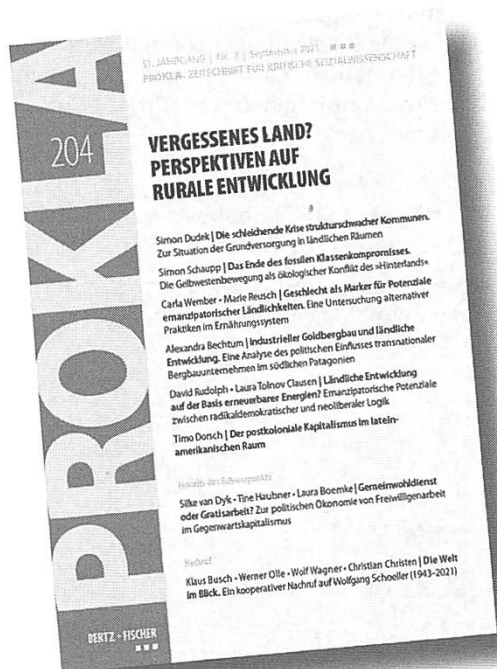 PROKLA
204
51. JAHRGANG | Nr. 3 | September 2021
PROKLA. ZEITSCHRIFT FÜR KRITISCHE SOZIALWISSENSCHAFT
VERGESSENES LAND?
PERSPEKTIVEN AUF
RURALE ENTWICKLUNG
Simon Dudek | Die schleichende Krise strukturschwacher Kommunen.
Zur Situation der Grundversorgung in ländlichen Räumen
Simon Schaupp | Das Ende des fossilen Klassenkompromisses.
Die Gelbwestenbewegung als ökologischer Konflikt des »Hinterlands«
Carla Wember • Marie Reusch | Geschlecht als Marker für Potenziale
emanzipatorischer Ländlichkeiten. Eine Untersuchung alternativer
Praktiken im Ernährungssystem
Alexandra Bechtum | Industrieller Goldbergbau und ländliche
Entwicklung. Eine Analyse des politischen Einflusses transnationaler
Bergbauunternehmen im südlichen Patagonien
David Rudolph • Laura Tolnov Clausen | Ländliche Entwicklung
auf der Basis erneuerbarer Energien? Emanzipatorische Potenziale
zwischen radikaldemokratischer und neoliberaler Logik
Timo Dorsch | Der postkoloniale Kapitalismus im latein-
amerikanischen Raum
Jenseits des Schwerpunkts
Silke van Dyk • Tine Haubner • Laura Boemke | Gemeinwohldienst
oder Gratisarbeit? Zur politischen Ökonomie von Freiwilligenarbeit
im Gegenwartskapitalismus
Nachruf
Klaus Busch • Werner Olle • Wolf Wagner • Christian Christen | Die Welt
im Blick. Ein kooperativer Nachruf auf Wolfgang Schoeller (1943–2021)
BERTZ + FISCHER